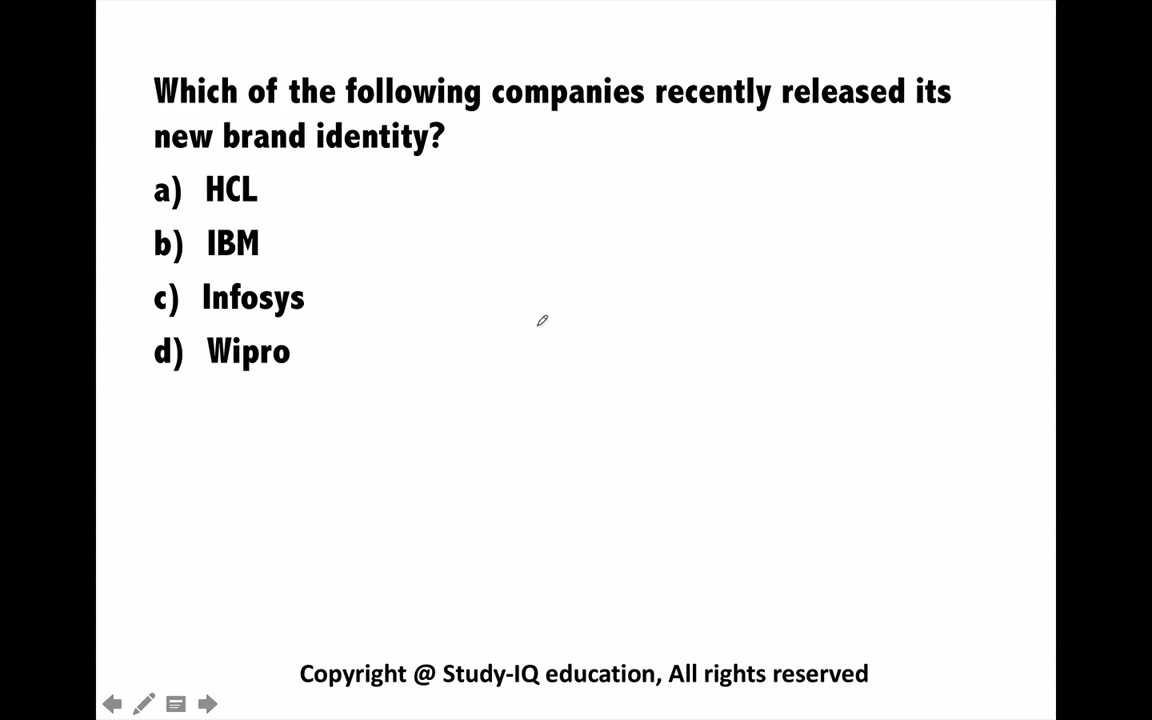 Which of the following companies recently released its
new brand identity?
a) HCL
b) IBM
c) Infosys
d) Wipro
Copyright @ Study-IQ education, All rights reserved